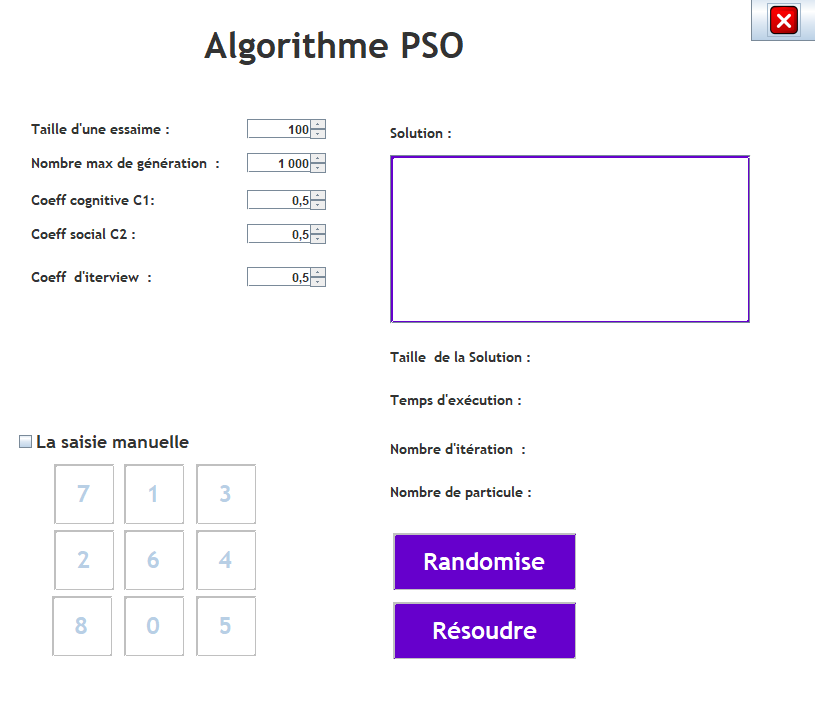 Algorithme PSO
Taille d'une essaime : 100
Nombre max de génération : 1 000
Coeff cognitive C1: 0,5
Coeff social C2 : 0,5
Coeff d'iterview : 0,5
Solution :
Taille de la Solution :
Temps d'exécution :
Nombre d'itération :
Nombre de particule :
La saisie manuelle
7 1 3
2 6 4
8 0 5
Randomise
Résoudre